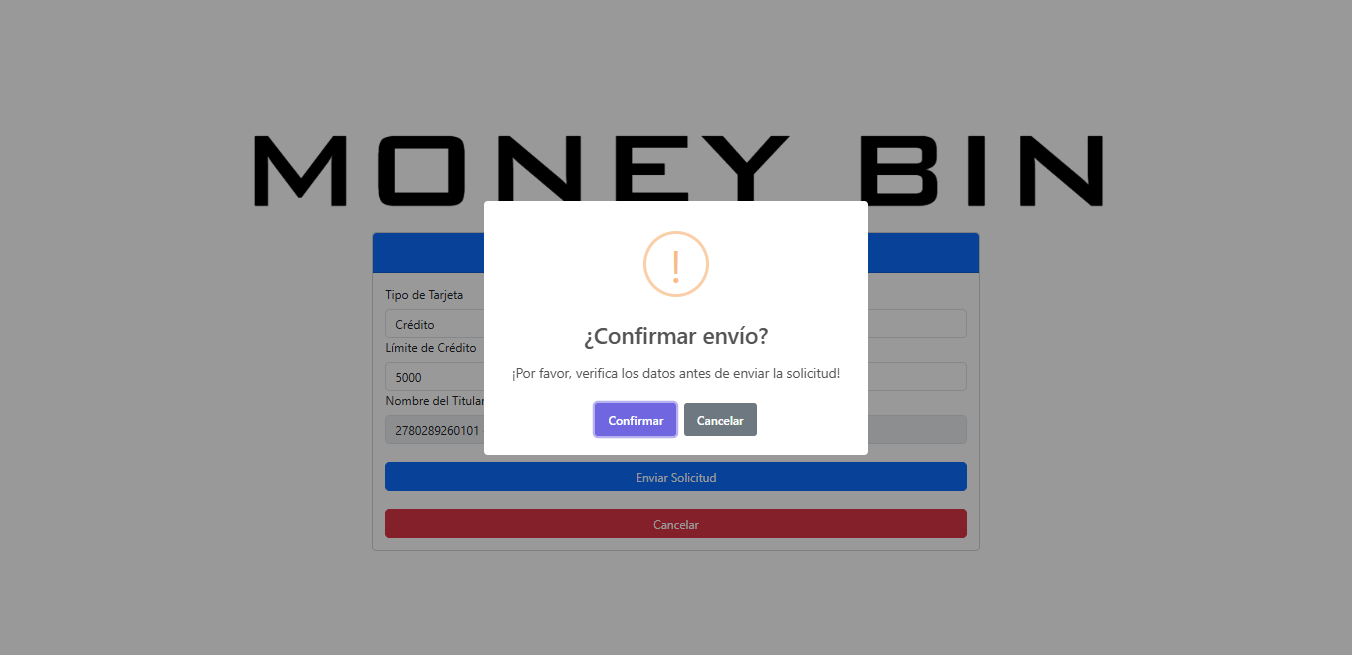 MONEY BIN
!
¿Confirmar envío?
¡Por favor, verifica los datos antes de enviar la solicitud!
Confirmar Cancelar
Tipo de Tarjeta
Crédito
Límite de Crédito
5000
Nombre del Titular
2780289260101
Enviar Solicitud
Cancelar